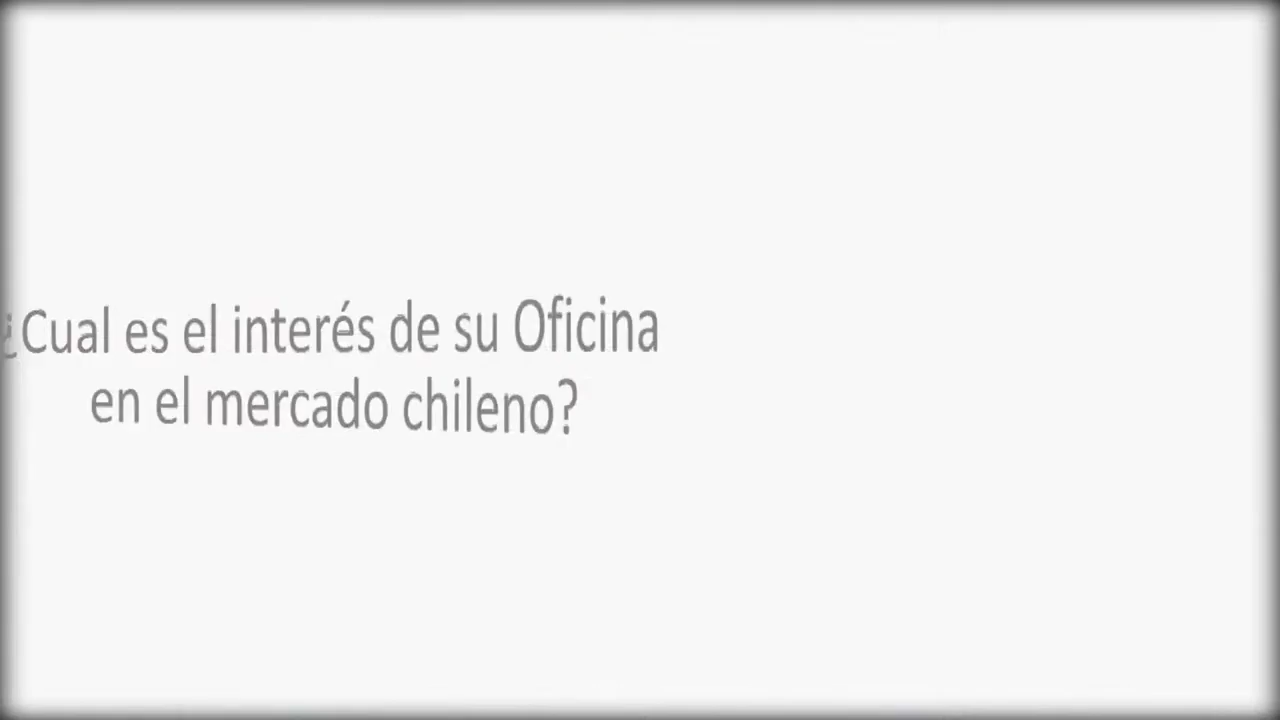 ¿Cual es el interés de su Oficina
en el mercado chileno?